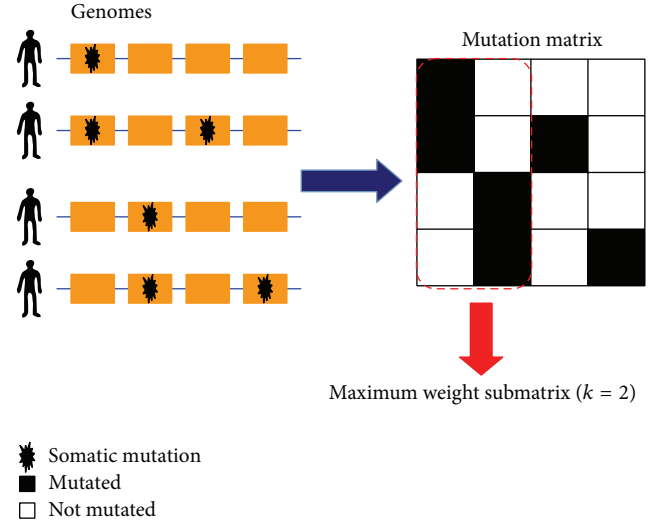 Genomes
Mutation matrix
Maximum weight submatrix (k = 2)
Somatic mutation
Mutated
Not mutated